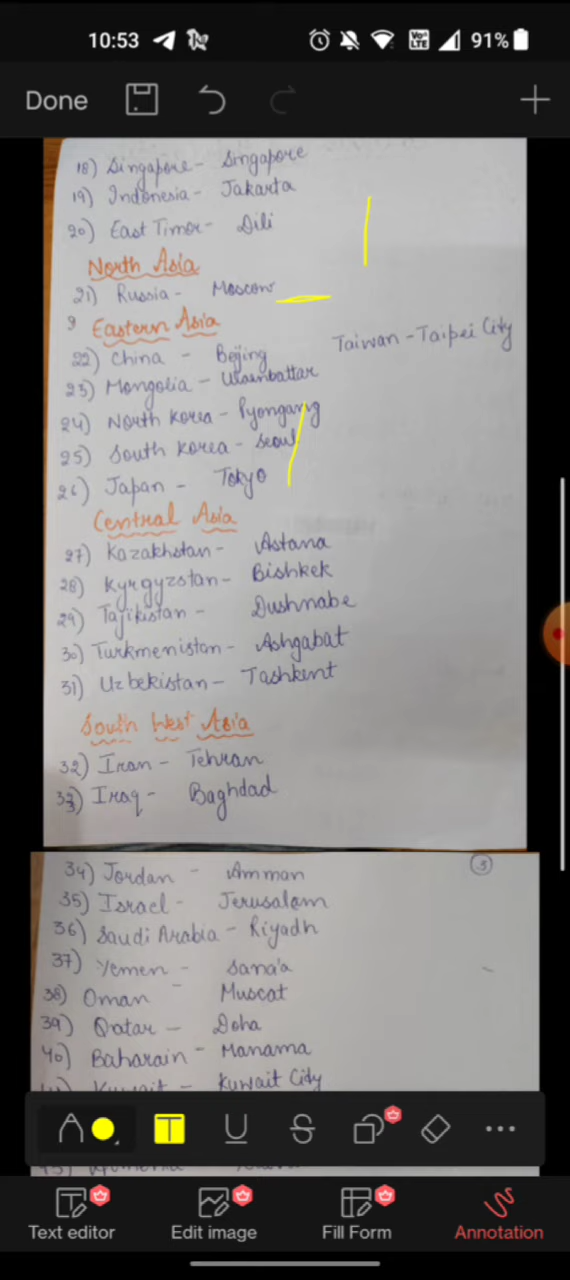 10:53
VoD LTE
91%
Done
18) Singapore- Singapore
19) Indonesia- Jakarta
20) East Timor- Dili
North Asia
21) Russia- Moscow
Eastern Asia
Taiwan-Taipei City
22) China - Beijing
23) Mongolia- Ulaanbattar
24) North Korea- Pyongang
25) South Korea- Seoul
26) Japan - Tokyo
Central Asia
27) Kazakhstan- Astana
28) Kyrgyzstan- Bishkek
29) Tajikistan- Dushnabe
30) Turkmenistan- Ashgabat
31) Uzbekistan- Tashkent
South West Asia
32) Iran- Tehran
33) Iraq- Baghdad
3
34) Jordan- Amman
35) Israel- Jerusalem
36) Saudi Arabia- Riyadh
37) Yemen- Sana'a
38) Oman - Muscat
39) Qatar- Doha
40) Baharain- Manama
Kuwait- Kuwait City
T
U
S
Text editor
Edit image
Fill Form
Annotation